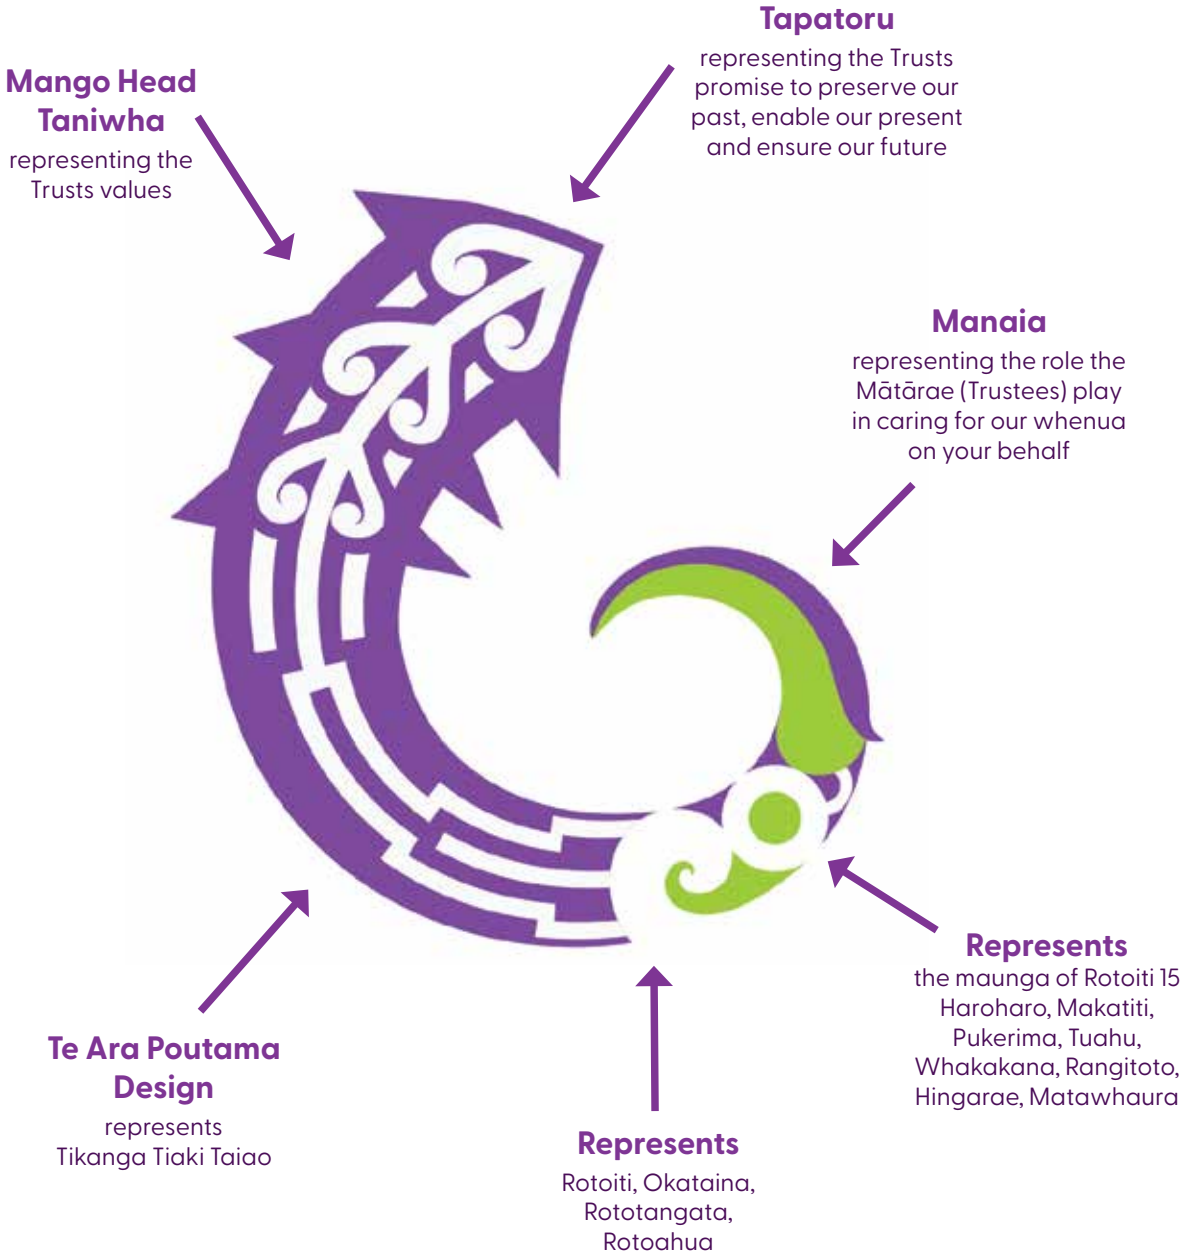 Tapatoru
representing the Trusts
promise to preserve our
past, enable our present
and ensure our future
Mango Head
Taniwha
representing the
Trusts values
Manaia
representing the role the
Mātārae (Trustees) play
in caring for our whenua
on your behalf
Represents
the maunga of Rotoiti 15
Haroharo, Makatiti,
Pukerima, Tuahu,
Whakakana, Rangitoto,
Hingarae, Matawhaura
Te Ara Poutama
Design
represents
Tikanga Tiaki Taiao
Represents
Rotoiti, Okataina,
Rototangata,
Rotoahua